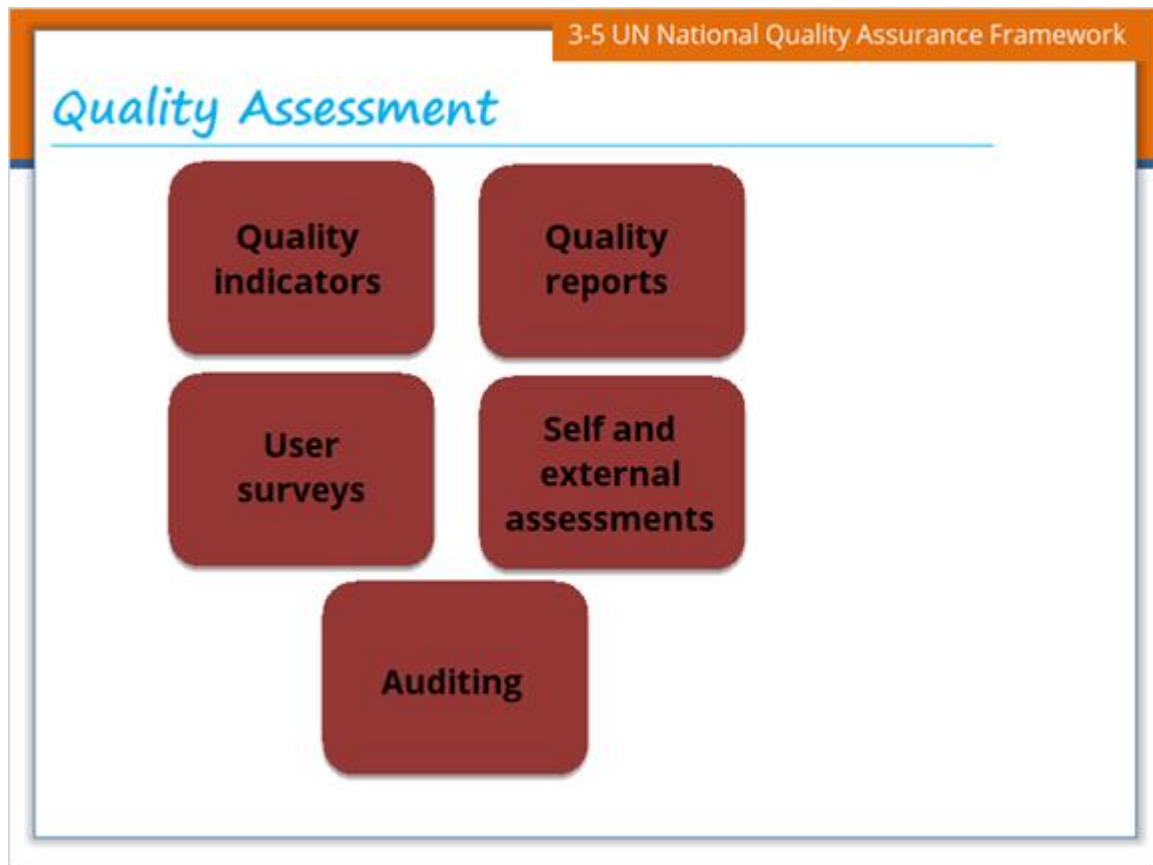 3-5 UN National Quality Assurance Framework
Quality Assessment
Quality
indicators
Quality
reports
User
surveys
Self and
external
assessments
Auditing